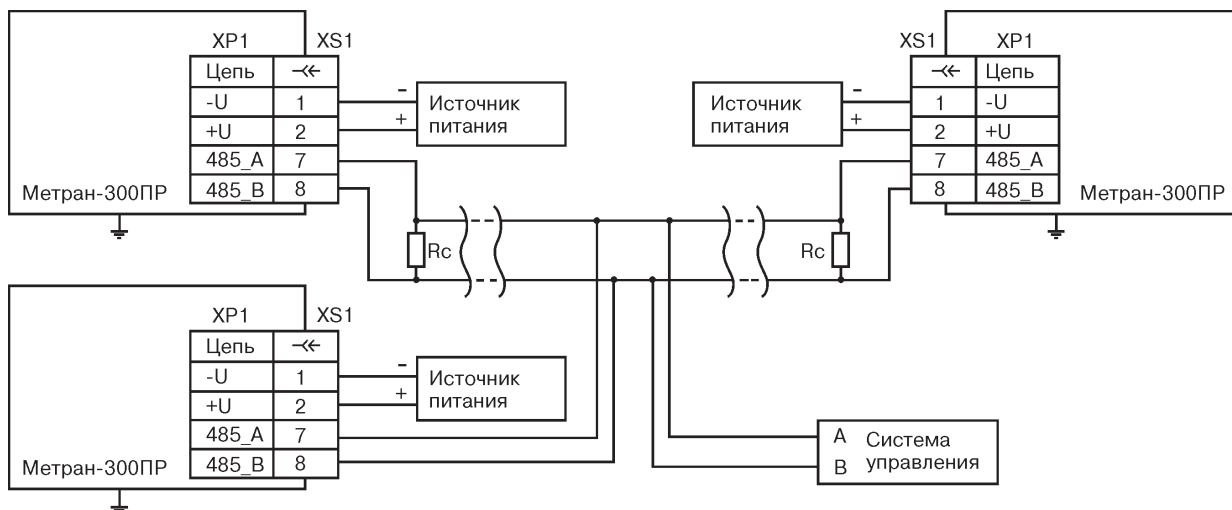 XP1 XS1
Цепь
-U 1
+U 2
485_A 7
485_B 8
Метран-300ПР
-
+
Источник
питания
Rc
XS1 XP1
Цепь
1 -U
2 +U
7 485_A
8 485_B
Метран-300ПР
-
+
Источник
питания
Rc
XP1 XS1
Цепь
-U 1
+U 2
485_A 7
485_B 8
Метран-300ПР
-
+
Источник
питания
A
B
Система
управления